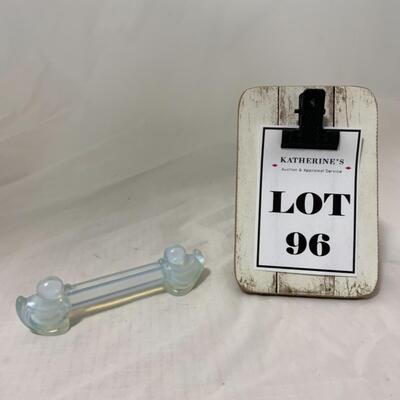 KATHERINE'S
Auction & Appraisal Service
LOT
96